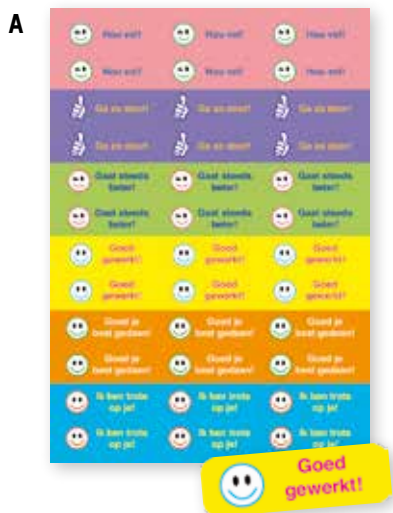 A
Hou vol! Hou vol! Hou vol!
Hou vol! Hou vol! Hou vol!
Ga zo door! Ga zo door! Ga zo door!
Ga zo door! Ga zo door! Ga zo door!
Gaat steeds Gaat steeds Gaat steeds
beter! beter! beter!
Gaat steeds Gaat steeds Gaat steeds
beter! beter! beter!
Goed Goed Goed
gewerkt! gewerkt! gewerkt!
Goed Goed Goed
gewerkt! gewerkt! gewerkt!
Goed je Goed je Goed je
best gedaan! best gedaan! best gedaan!
Goed je Goed je Goed je
best gedaan! best gedaan! best gedaan!
Ik ben trots Ik ben trots Ik ben trots
op je! op je! op je!
Ik ben trots Ik ben trots Ik ben trots
op je! op je! op je!
Goed
gewerkt!